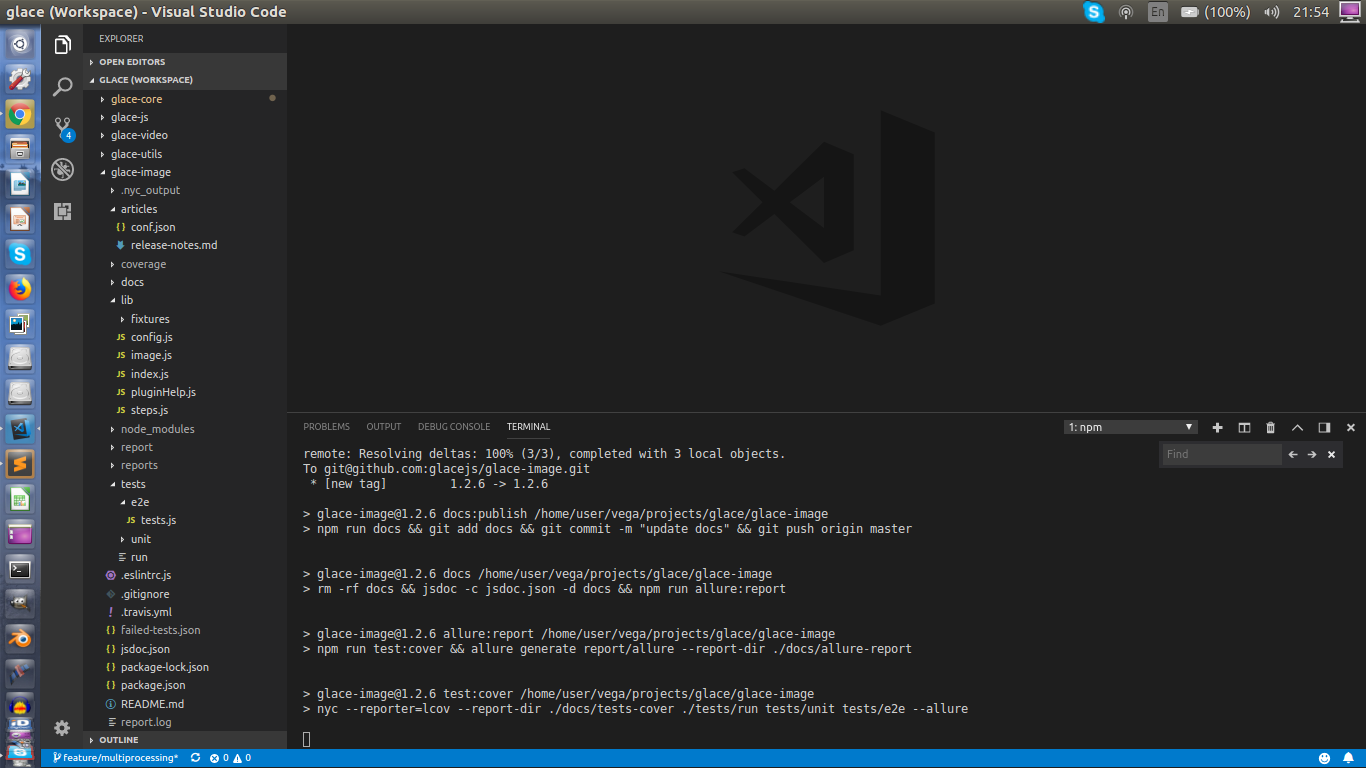 glace (Workspace) - Visual Studio Code
En
(100%)
21:54
EXPLORER
OPEN EDITORS
GLACE (WORKSPACE)
glace-core
glace-js
glace-video
glace-utils
glace-image
.nyc_output
articles
{ } conf.json
release-notes.md
coverage
docs
lib
fixtures
JS config.js
JS image.js
JS index.js
JS pluginHelp.js
JS steps.js
node_modules
report
reports
tests
e2e
JS tests.js
unit
run
.eslintrc.js
.gitignore
! .travis.yml
{ } failed-tests.json
{ } jsdoc.json
{ } package-lock.json
{ } package.json
README.md
report.log
OUTLINE
4
PROBLEMS
OUTPUT
DEBUG CONSOLE
TERMINAL
1: npm
Find
remote: Resolving deltas: 100% (3/3), completed with 3 local objects.
To git@github.com:glacejs/glace-image.git
* [new tag] 1.2.6 -> 1.2.6
> glace-image@1.2.6 docs:publish /home/user/vega/projects/glace/glace-image
> npm run docs && git add docs && git commit -m "update docs" && git push origin master
> glace-image@1.2.6 docs /home/user/vega/projects/glace/glace-image
> rm -rf docs && jsdoc -c jsdoc.json -d docs && npm run allure:report
> glace-image@1.2.6 allure:report /home/user/vega/projects/glace/glace-image
> npm run test:cover && allure generate report/allure --report-dir ./docs/allure-report
> glace-image@1.2.6 test:cover /home/user/vega/projects/glace/glace-image
> nyc --reporter=lcov --report-dir ./docs/tests-cover ./tests/run tests/unit tests/e2e --allure
feature/multiprocessing*
0
0